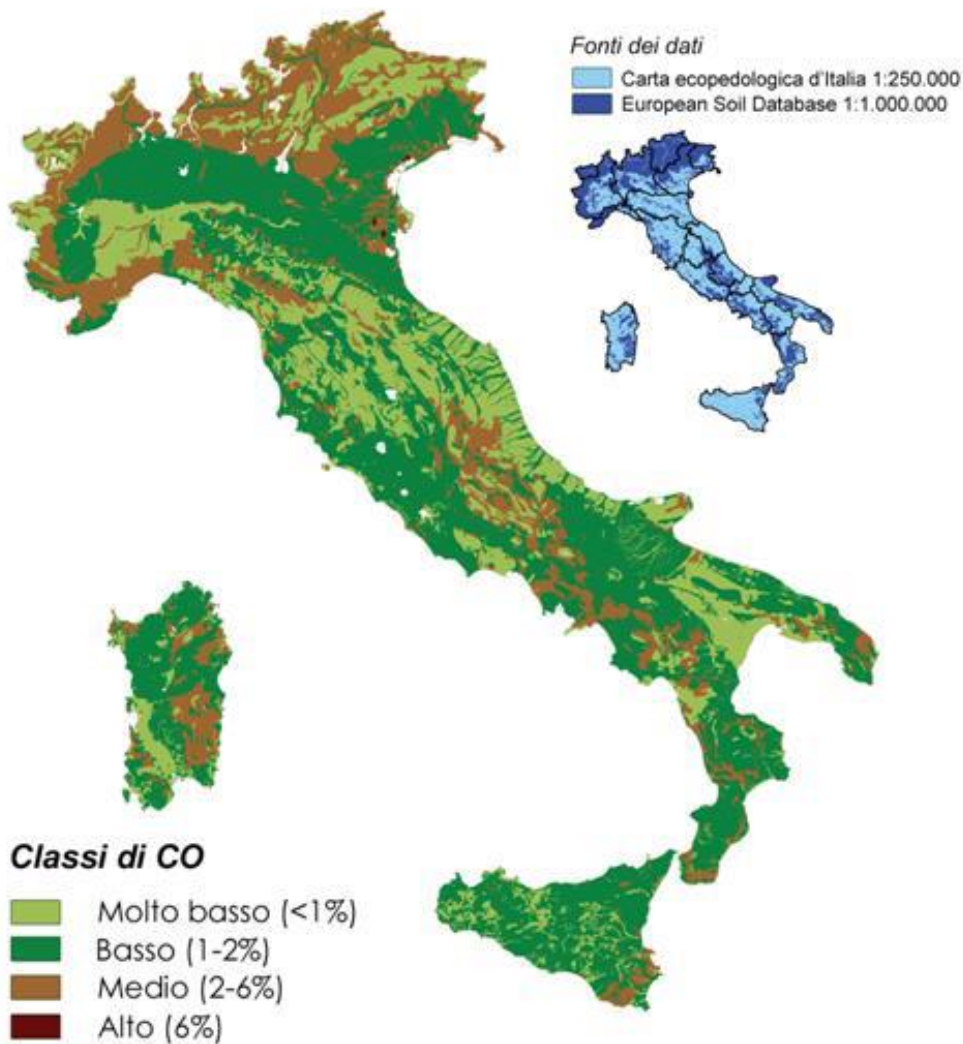 Fonti dei dati
Carta ecopedologica d'Italia 1:250.000
European Soil Database 1:1.000.000
Classi di CO
Molto basso (<1%)
Basso (1-2%)
Medio (2-6%)
Alto (6%)